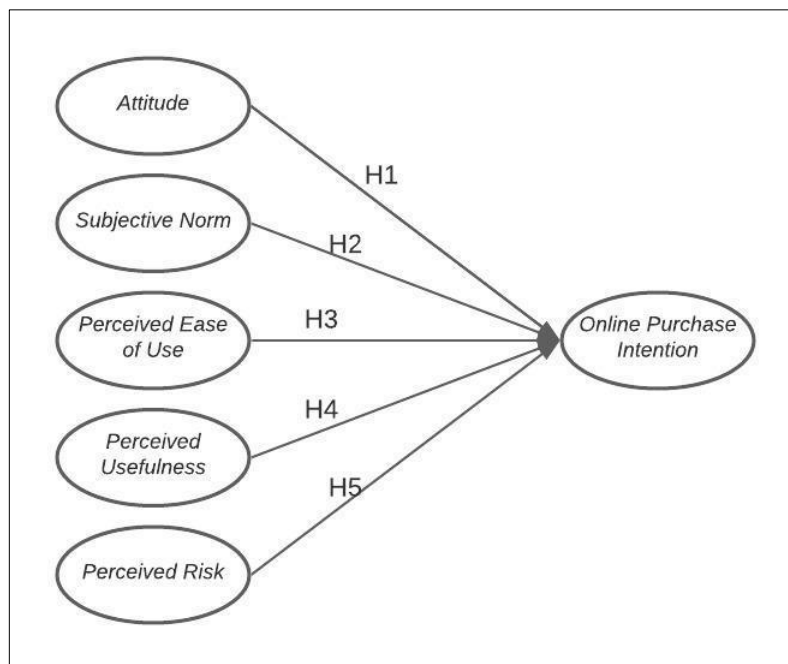 Attitude
H1
Subjective Norm
H2
Perceived Ease
of Use
H3
Online Purchase
Intention
H4
Perceived
Usefulness
H5
Perceived Risk